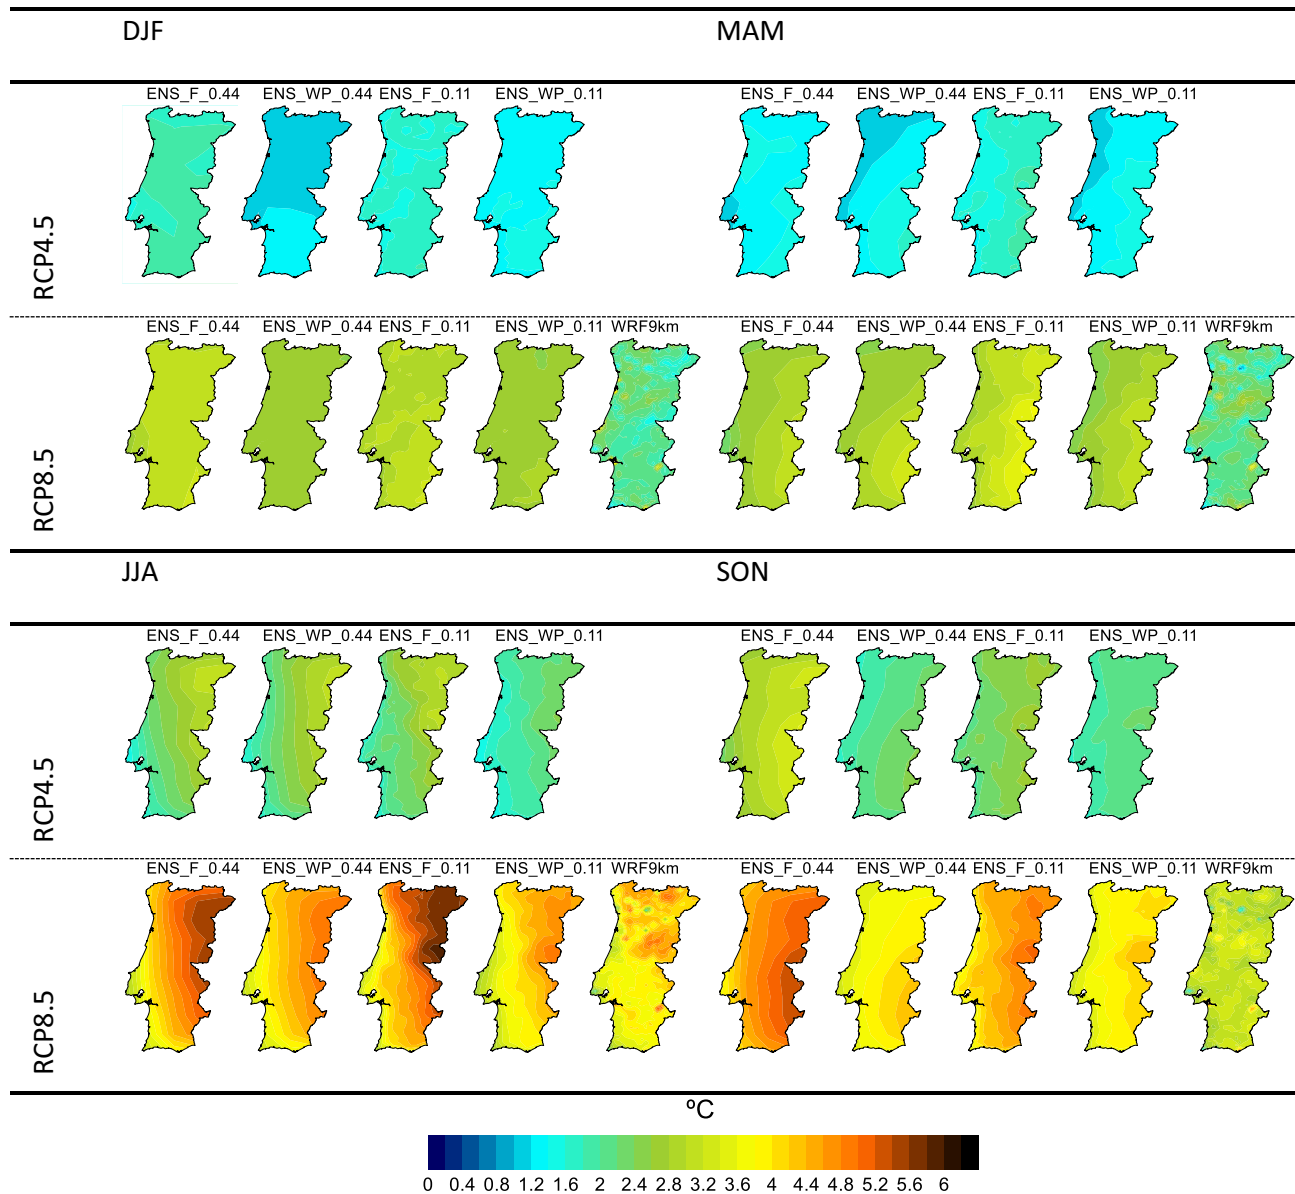 DJF MAM
ENS_F_0.44 ENS_WP_0.44 ENS_F_0.11 ENS_WP_0.11 ENS_F_0.44 ENS_WP_0.44 ENS_F_0.11 ENS_WP_0.11
RCP4.5
ENS_F_0.44 ENS_WP_0.44 ENS_F_0.11 ENS_WP_0.11 WRF9km ENS_F_0.44 ENS_WP_0.44 ENS_F_0.11 ENS_WP_0.11 WRF9km
RCP8.5
JJA SON
ENS_F_0.44 ENS_WP_0.44 ENS_F_0.11 ENS_WP_0.11 ENS_F_0.44 ENS_WP_0.44 ENS_F_0.11 ENS_WP_0.11
RCP4.5
ENS_F_0.44 ENS_WP_0.44 ENS_F_0.11 ENS_WP_0.11 WRF9km ENS_F_0.44 ENS_WP_0.44 ENS_F_0.11 ENS_WP_0.11 WRF9km
RCP8.5
ºC
0 0.4 0.8 1.2 1.6 2 2.4 2.8 3.2 3.6 4 4.4 4.8 5.2 5.6 6